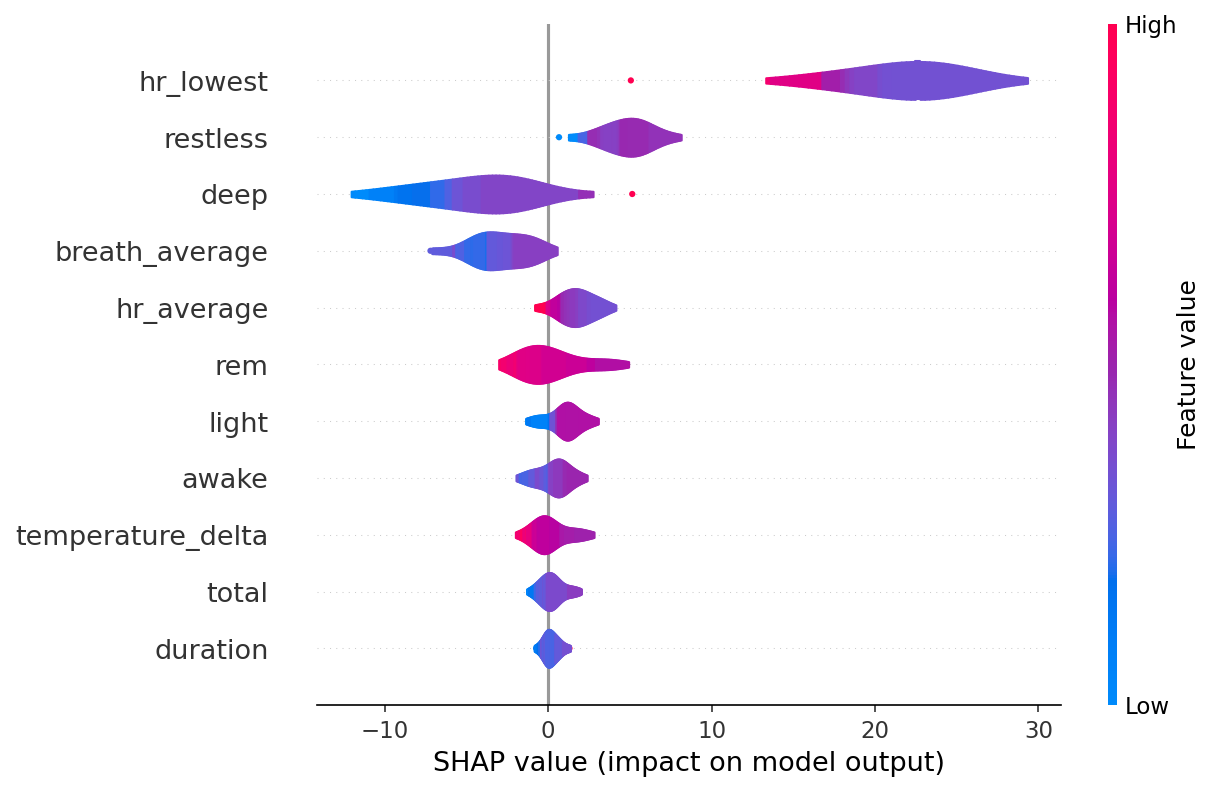 High
hr_lowest
restless
deep
breath_average
hr_average
rem
light
awake
temperature_delta
total
duration
Feature value
Low
−10 0 10 20 30
SHAP value (impact on model output)